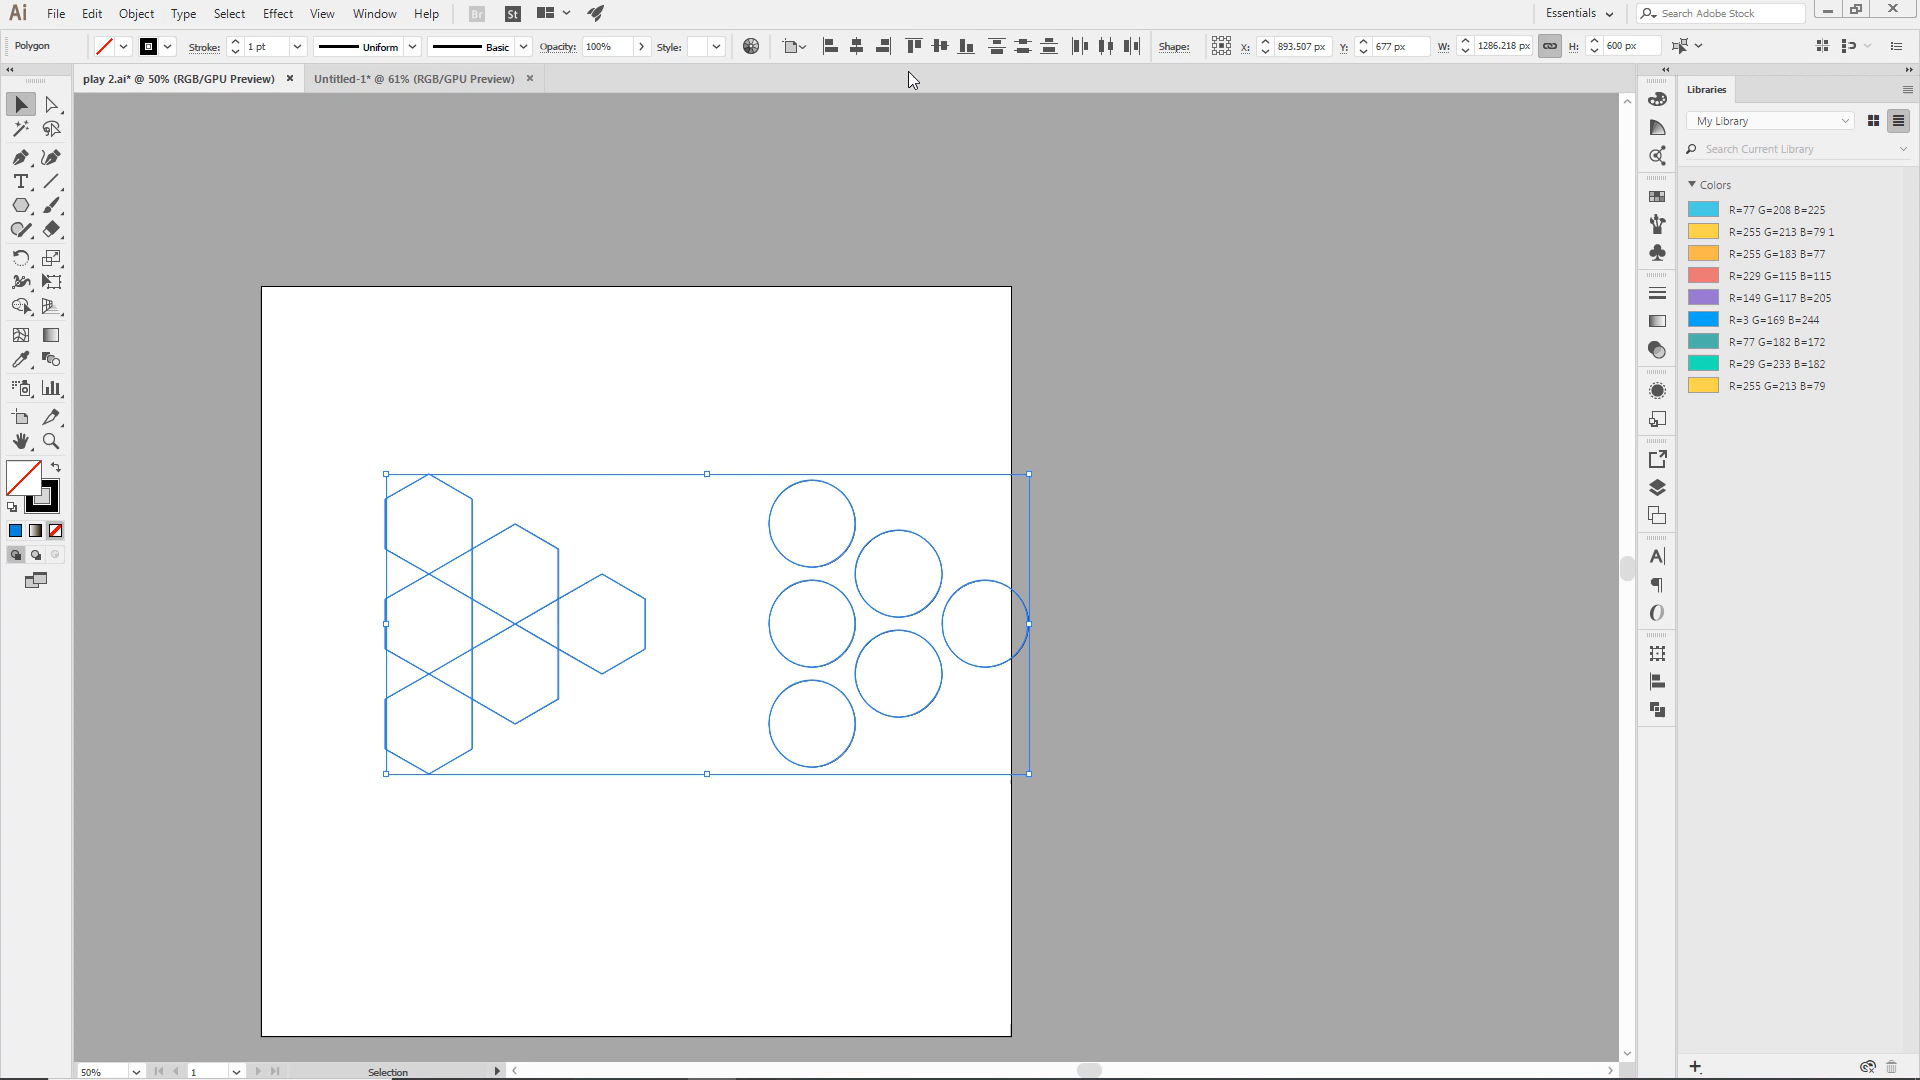 Ai File Edit Object Type Select Effect View Window Help Br St Essentials Search Adobe Stock
Polygon Stroke: 1 pt Uniform Basic Opacity: 100% Style: Shape: X: 893.507 px Y: 677 px W: 1286.218 px H: 600 px
play 2.ai* @ 50% (RGB/GPU Preview) Untitled-1* @ 61% (RGB/GPU Preview)
Libraries
My Library
Search Current Library
Colors
R=77 G=208 B=225
R=255 G=213 B=79 1
R=255 G=183 B=77
R=229 G=115 B=115
R=149 G=117 B=205
R=3 G=169 B=244
R=77 G=182 B=172
R=29 G=233 B=182
R=255 G=213 B=79
50% 1 Selection